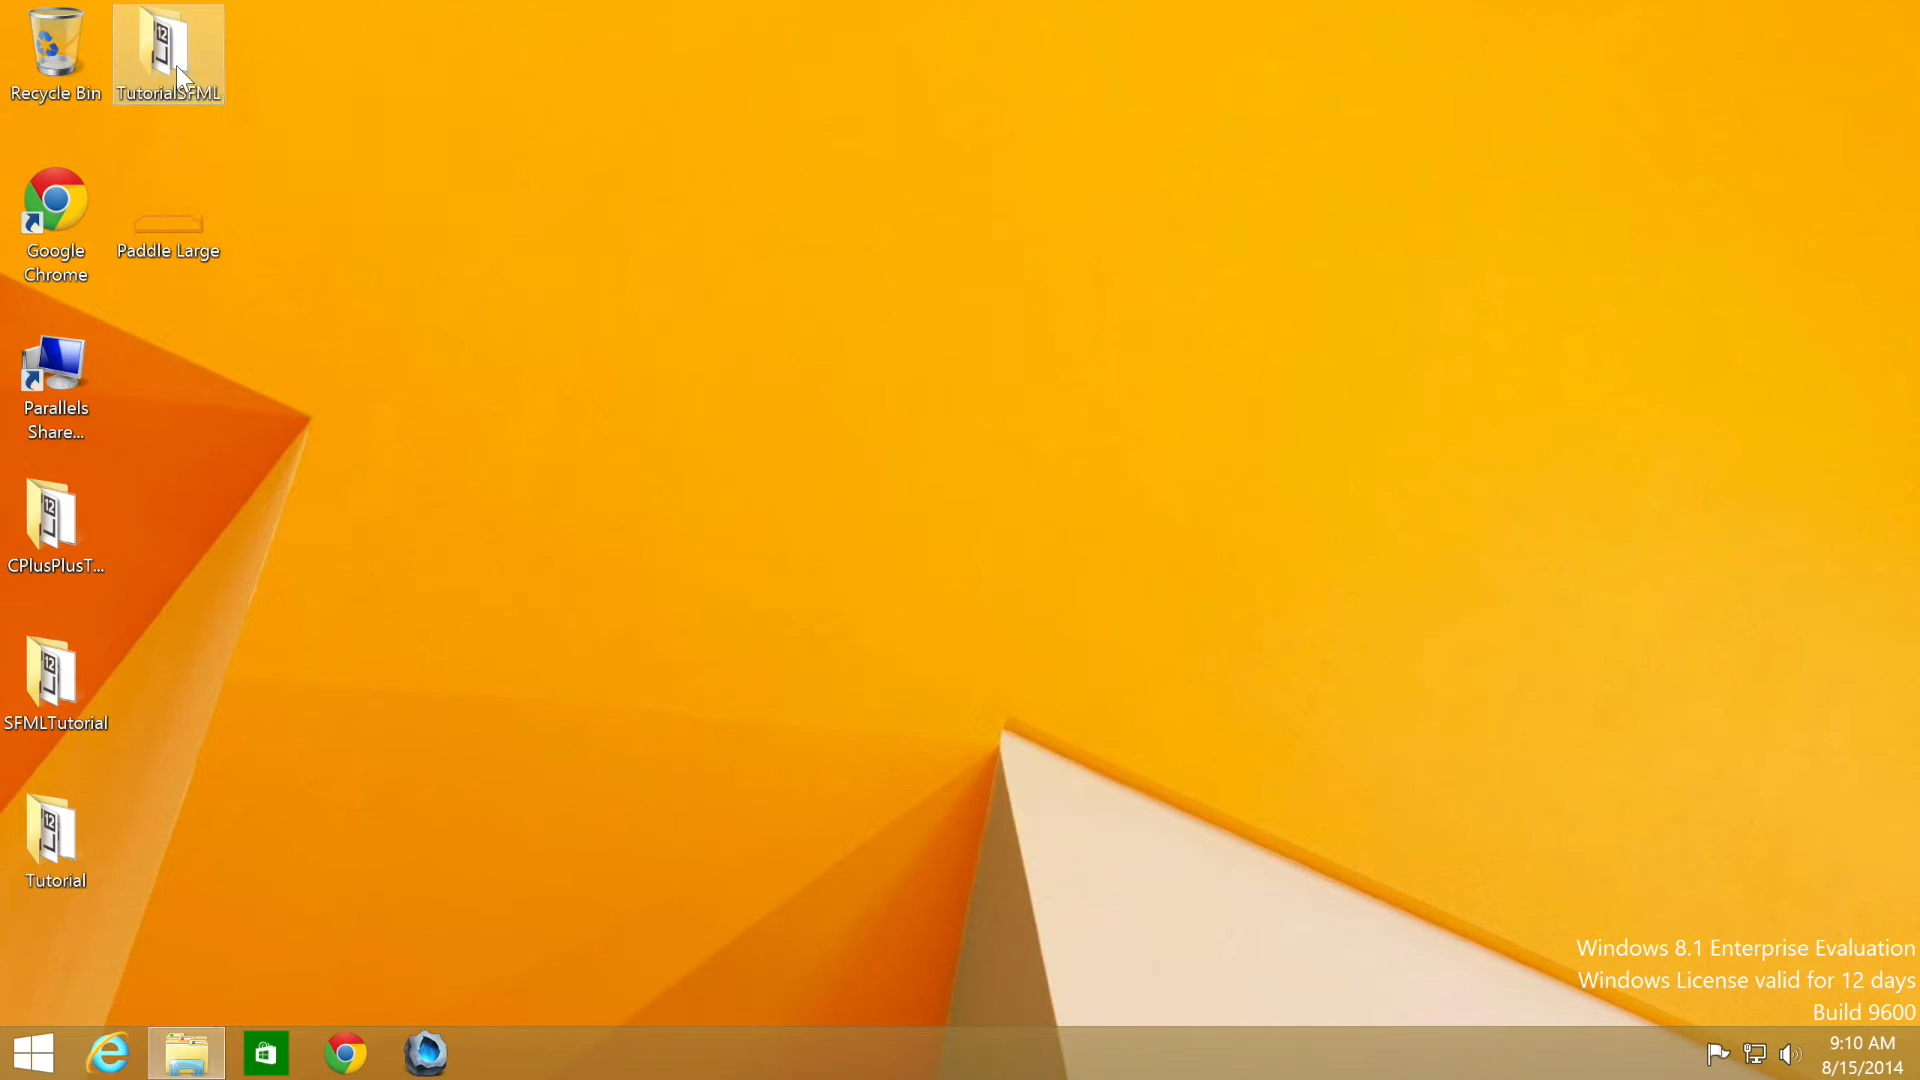 Recycle Bin
TutorialSFML
Google
Chrome
Paddle Large
Parallels
Share...
CPlusPlusT...
SFMLTutorial
Tutorial
Windows 8.1 Enterprise Evaluation
Windows License valid for 12 days
Build 9600
9:10 AM
8/15/2014